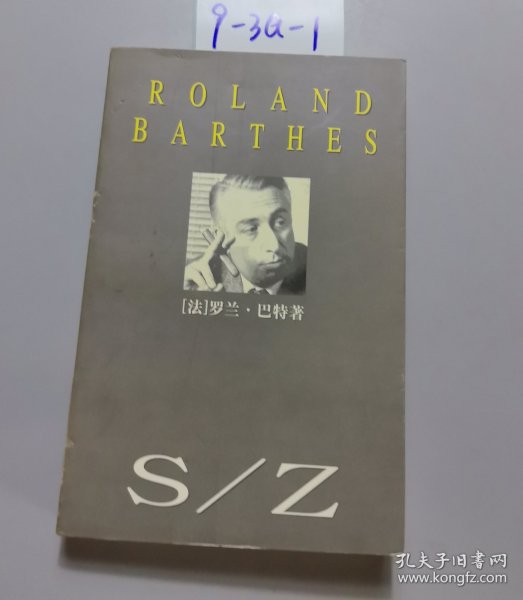 9-3a-1
ROLAND
BARTHES
[法]罗兰·巴特著
S/Z
孔夫子旧书网
www.kongfz.com